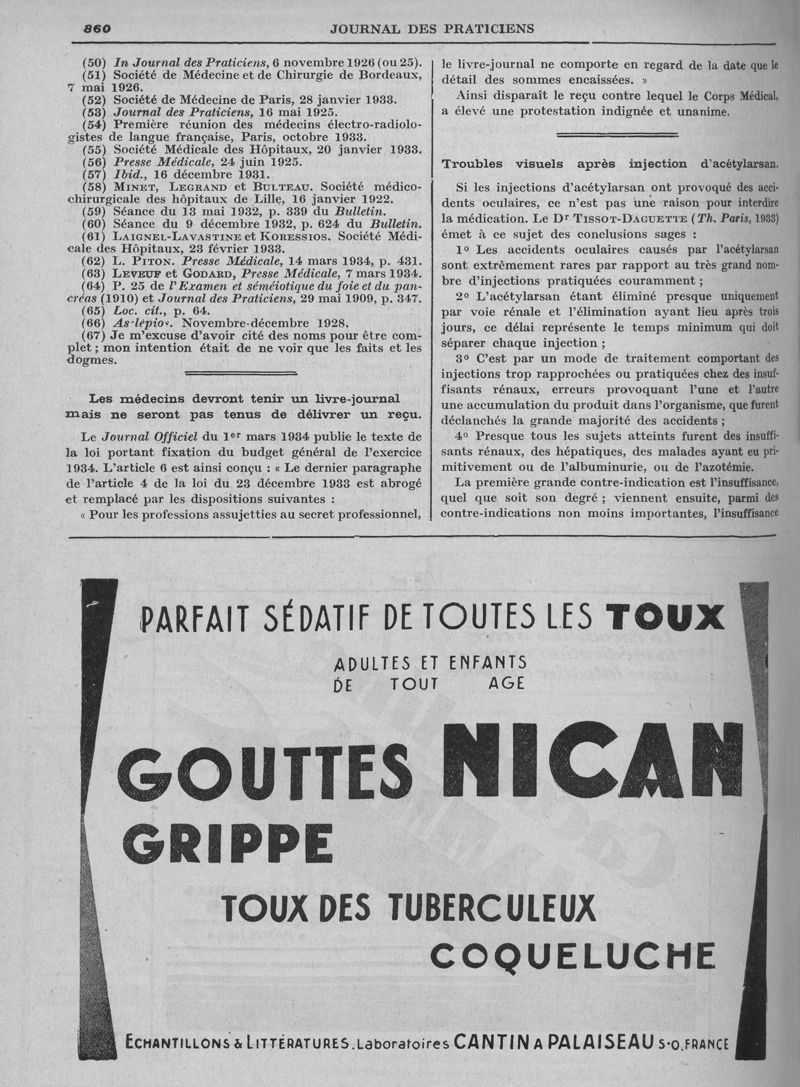 860
JOURNAL DES PRATICIENS
(50) In Journal des Praticiens, 6 novembre 1926 (ou 25).
(51) Société de Médecine et de Chirurgie de Bordeaux,
7 mai 1926.
(52) Société de Médecine de Paris, 28 janvier 1933.
(53) Journal des Praticiens, 16 mai 1925.
(54) Première réunion des médecins électro-radiolo-
gistes de langue française, Paris, octobre 1933.
(55) Société Médicale des Hôpitaux, 20 janvier 1933.
(56) Presse Médicale, 24 juin 1925.
(57) Ibid., 16 décembre 1931.
(58) MINET, LEGRAND et BULTEAU. Société médico-
chirurgicale des hôpitaux de Lille, 16 janvier 1922.
(59) Séance du 13 mai 1932, p. 339 du Bulletin.
(60) Séance du 9 décembre 1932, p. 624 du Bulletin.
(61) LAIGNEL-LAVASTINE et KORESSIOS. Société Médi-
cale des Hôpitaux, 23 février 1933.
(62) L. PITON. Presse Médicale, 14 mars 1934, p. 431.
(63) LEVEUF et GODARD, Presse Médicale, 7 mars 1934.
(64) P. 25 de l'Examen et séméiotique du foie et du pan-
créas (1910) et Journal des Praticiens, 29 mai 1909, p. 347.
(65) Loc. cit., p. 64.
(66) As-lépios. Novembre-décembre 1928.
(67) Je m'excuse d'avoir cité des noms pour être com-
plet ; mon intention était de ne voir que les faits et les
dogmes.
Les médecins devront tenir un livre-journal
mais ne seront pas tenus de délivrer un reçu.
Le Journal Officiel du 1er mars 1934 publie le texte de
la loi portant fixation du budget général de l'exercice
1934. L'article 6 est ainsi conçu : « Le dernier paragraphe
de l'article 4 de la loi du 23 décembre 1933 est abrogé
et remplacé par les dispositions suivantes :
« Pour les professions assujetties au secret professionnel,
le livre-journal ne comporte en regard de la date que le
détail des sommes encaissées. »
Ainsi disparaît le reçu contre lequel le Corps Médical,
a élevé une protestation indignée et unanime.
Troubles visuels après injection d'acétylarsan.
Si les injections d'acétylarsan ont provoqué des acci-
dents oculaires, ce n'est pas une raison pour interdire
la médication. Le Dr TISSOT-DAGUETTE (Th. Paris, 1933)
émet à ce sujet des conclusions sages :
1º Les accidents oculaires causés par l'acétylarsan
sont extrêmement rares par rapport au très grand nom-
bre d'injections pratiquées couramment ;
2º L'acétylarsan étant éliminé presque uniquement
par voie rénale et l'élimination ayant lieu après trois
jours, ce délai représente le temps minimum qui doit
séparer chaque injection ;
3º C'est par un mode de traitement comportant des
injections trop rapprochées ou pratiquées chez des insuf-
fisants rénaux, erreurs provoquant l'une et l'autre
une accumulation du produit dans l'organisme, que furent
déclanchés la grande majorité des accidents ;
4º Presque tous les sujets atteints furent des insuffi-
sants rénaux, des hépatiques, des malades ayant eu pri-
mitivement ou de l'albuminurie, ou de l'azotémie.
La première grande contre-indication est l'insuffisance,
quel que soit son degré ; viennent ensuite, parmi des
contre-indications non moins importantes, l'insuffisance
PARFAIT SÉDATIF DE TOUTES LES TOUX
ADULTES ET ENFANTS
DE TOUT AGE
GOUTTES NICAN
GRIPPE
TOUX DES TUBERCULEUX
COQUELUCHE
ECHANTILLONS & LITTÉRATURES. Laboratoires CANTIN A PALAISEAU S.O. FRANCE